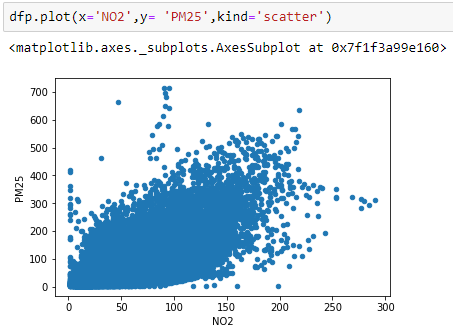 dfp.plot(x='NO2',y= 'PM25',kind='scatter')
<matplotlib.axes._subplots.AxesSubplot at 0x7f1f3a99e160>
700
600
500
400
300
200
100
0
PM25
0 50 100 150 200 250 300
NO2